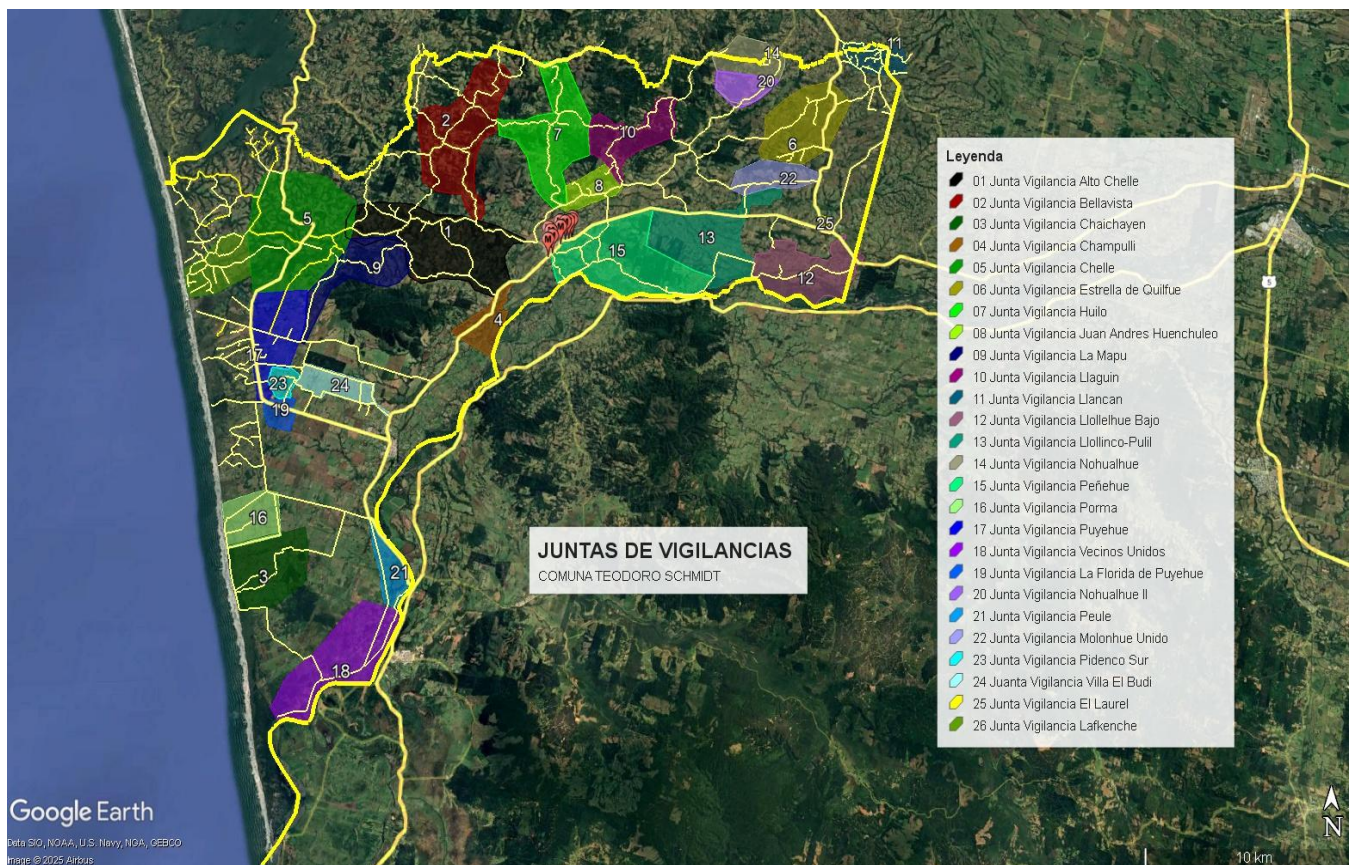 14
11
20
2
7
10
6
8
22
5
1
25
15
13
9
12
4
17
23
24
19
16
3
21
18
Leyenda
01 Junta Vigilancia Alto Chelle
02 Junta Vigilancia Bellavista
03 Junta Vigilancia Chaichayen
04 Junta Vigilancia Champulli
05 Junta Vigilancia Chelle
06 Junta Vigilancia Estrella de Quilfue
07 Junta Vigilancia Huilo
08 Junta Vigilancia Juan Andres Huenchuleo
09 Junta Vigilancia La Mapu
10 Junta Vigilancia Llaguin
11 Junta Vigilancia Llancan
12 Junta Vigilancia Llollelhue Bajo
13 Junta Vigilancia Llollinco-Pulil
14 Junta Vigilancia Nohualhue
15 Junta Vigilancia Peñehue
16 Junta Vigilancia Porma
17 Junta Vigilancia Puyehue
18 Junta Vigilancia Vecinos Unidos
19 Junta Vigilancia La Florida de Puyehue
20 Junta Vigilancia Nohualhue II
21 Junta Vigilancia Peule
22 Junta Vigilancia Molonhue Unido
23 Junta Vigilancia Pidenco Sur
24 Juanta Vigilancia Villa El Budi
25 Junta Vigilancia El Laurel
26 Junta Vigilancia Lafkenche
5
JUNTAS DE VIGILANCIAS
COMUNA TEODORO SCHMIDT
Google Earth
Data SIO, NOAA, U.S. Navy, NGA, GEBCO
Image © 2025 Airbus
N
10 km